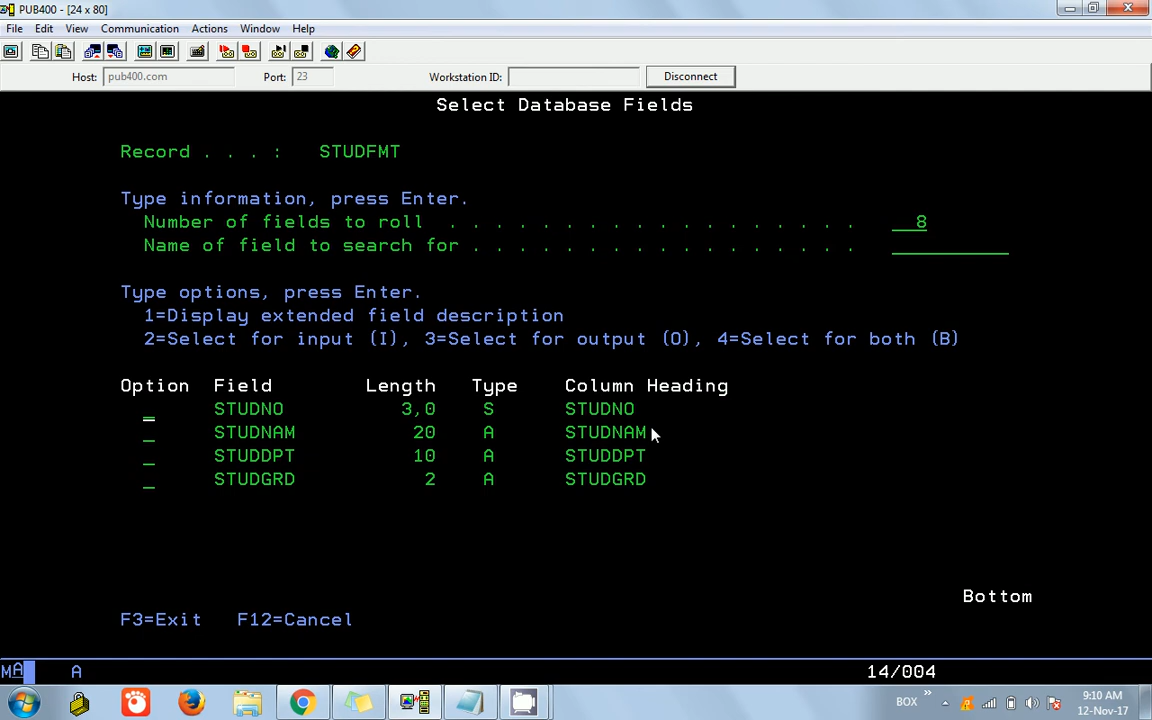 PUB400 - [24 x 80]
File Edit View Communication Actions Window Help
Host: pub400.com Port: 23 Workstation ID: Disconnect
Select Database Fields
Record . . . : STUDFMT
Type information, press Enter.
Number of fields to roll . . . . . . . . . . . . . . . . . . 8
Name of field to search for . . . . . . . . . . . . . . . . .
Type options, press Enter.
1=Display extended field description
2=Select for input (I), 3=Select for output (O), 4=Select for both (B)
Option Field Length Type Column Heading
_ STUDNO 3,0 S STUDNO
_ STUDNAM 20 A STUDNAM
_ STUDDPT 10 A STUDDPT
_ STUDGRD 2 A STUDGRD
Bottom
F3=Exit F12=Cancel
MA A 14/004
BOX » 9:10 AM
12-Nov-17